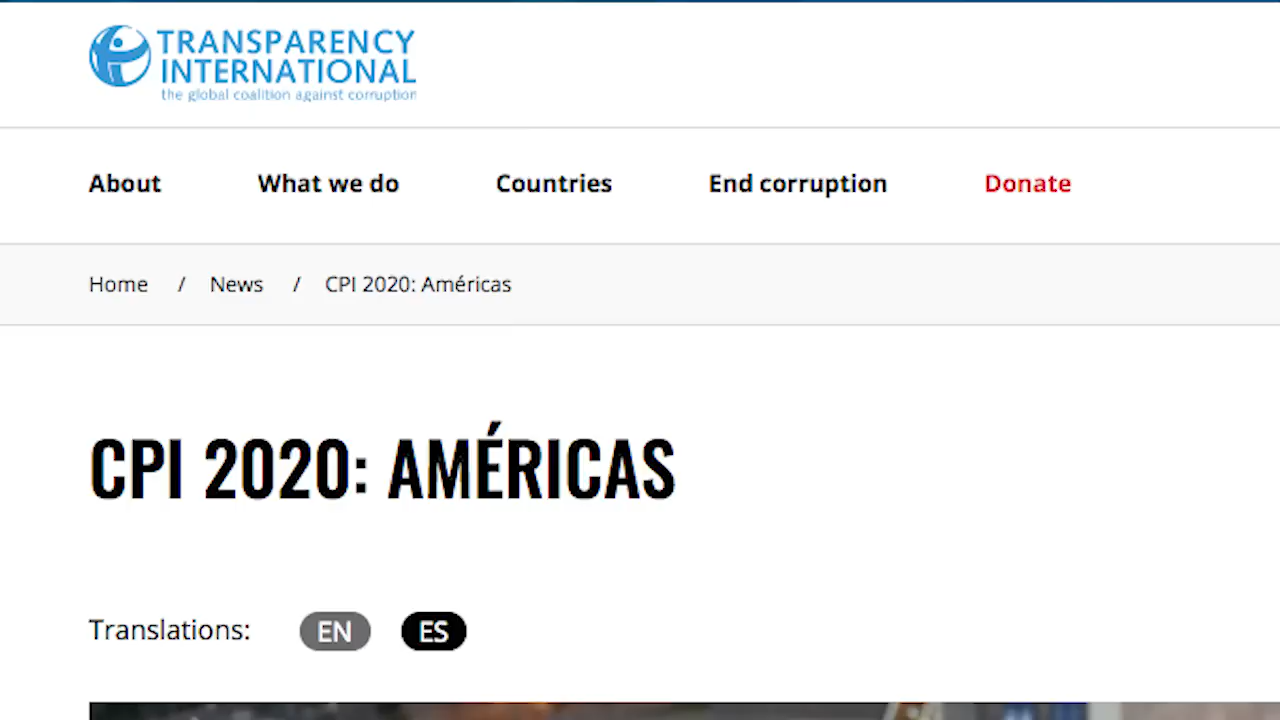 TRANSPARENCY
INTERNATIONAL
the global coalition against corruption
About What we do Countries End corruption Donate
Home / News / CPI 2020: Américas
CPI 2020: AMÉRICAS
Translations: EN ES